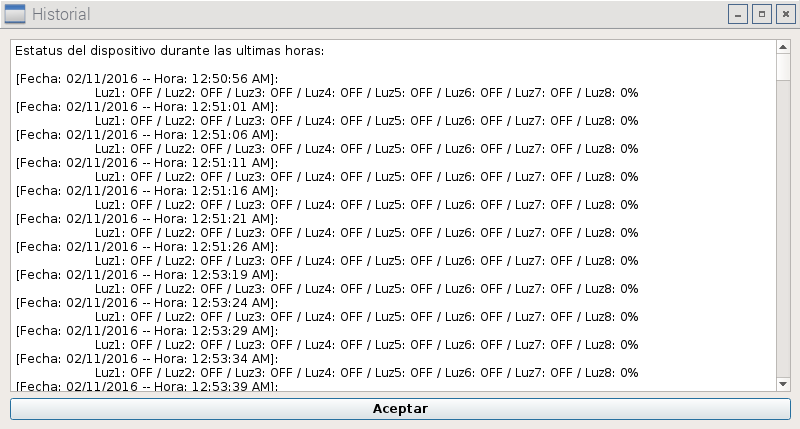 Historial
Estatus del dispositivo durante las ultimas horas:
[Fecha: 02/11/2016 -- Hora: 12:50:56 AM]:
Luz1: OFF / Luz2: OFF / Luz3: OFF / Luz4: OFF / Luz5: OFF / Luz6: OFF / Luz7: OFF / Luz8: 0%
[Fecha: 02/11/2016 -- Hora: 12:51:01 AM]:
Luz1: OFF / Luz2: OFF / Luz3: OFF / Luz4: OFF / Luz5: OFF / Luz6: OFF / Luz7: OFF / Luz8: 0%
[Fecha: 02/11/2016 -- Hora: 12:51:06 AM]:
Luz1: OFF / Luz2: OFF / Luz3: OFF / Luz4: OFF / Luz5: OFF / Luz6: OFF / Luz7: OFF / Luz8: 0%
[Fecha: 02/11/2016 -- Hora: 12:51:11 AM]:
Luz1: OFF / Luz2: OFF / Luz3: OFF / Luz4: OFF / Luz5: OFF / Luz6: OFF / Luz7: OFF / Luz8: 0%
[Fecha: 02/11/2016 -- Hora: 12:51:16 AM]:
Luz1: OFF / Luz2: OFF / Luz3: OFF / Luz4: OFF / Luz5: OFF / Luz6: OFF / Luz7: OFF / Luz8: 0%
[Fecha: 02/11/2016 -- Hora: 12:51:21 AM]:
Luz1: OFF / Luz2: OFF / Luz3: OFF / Luz4: OFF / Luz5: OFF / Luz6: OFF / Luz7: OFF / Luz8: 0%
[Fecha: 02/11/2016 -- Hora: 12:51:26 AM]:
Luz1: OFF / Luz2: OFF / Luz3: OFF / Luz4: OFF / Luz5: OFF / Luz6: OFF / Luz7: OFF / Luz8: 0%
[Fecha: 02/11/2016 -- Hora: 12:53:19 AM]:
Luz1: OFF / Luz2: OFF / Luz3: OFF / Luz4: OFF / Luz5: OFF / Luz6: OFF / Luz7: OFF / Luz8: 0%
[Fecha: 02/11/2016 -- Hora: 12:53:24 AM]:
Luz1: OFF / Luz2: OFF / Luz3: OFF / Luz4: OFF / Luz5: OFF / Luz6: OFF / Luz7: OFF / Luz8: 0%
[Fecha: 02/11/2016 -- Hora: 12:53:29 AM]:
Luz1: OFF / Luz2: OFF / Luz3: OFF / Luz4: OFF / Luz5: OFF / Luz6: OFF / Luz7: OFF / Luz8: 0%
[Fecha: 02/11/2016 -- Hora: 12:53:34 AM]:
Luz1: OFF / Luz2: OFF / Luz3: OFF / Luz4: OFF / Luz5: OFF / Luz6: OFF / Luz7: OFF / Luz8: 0%
[Fecha: 02/11/2016 -- Hora: 12:53:39 AM]:
Aceptar